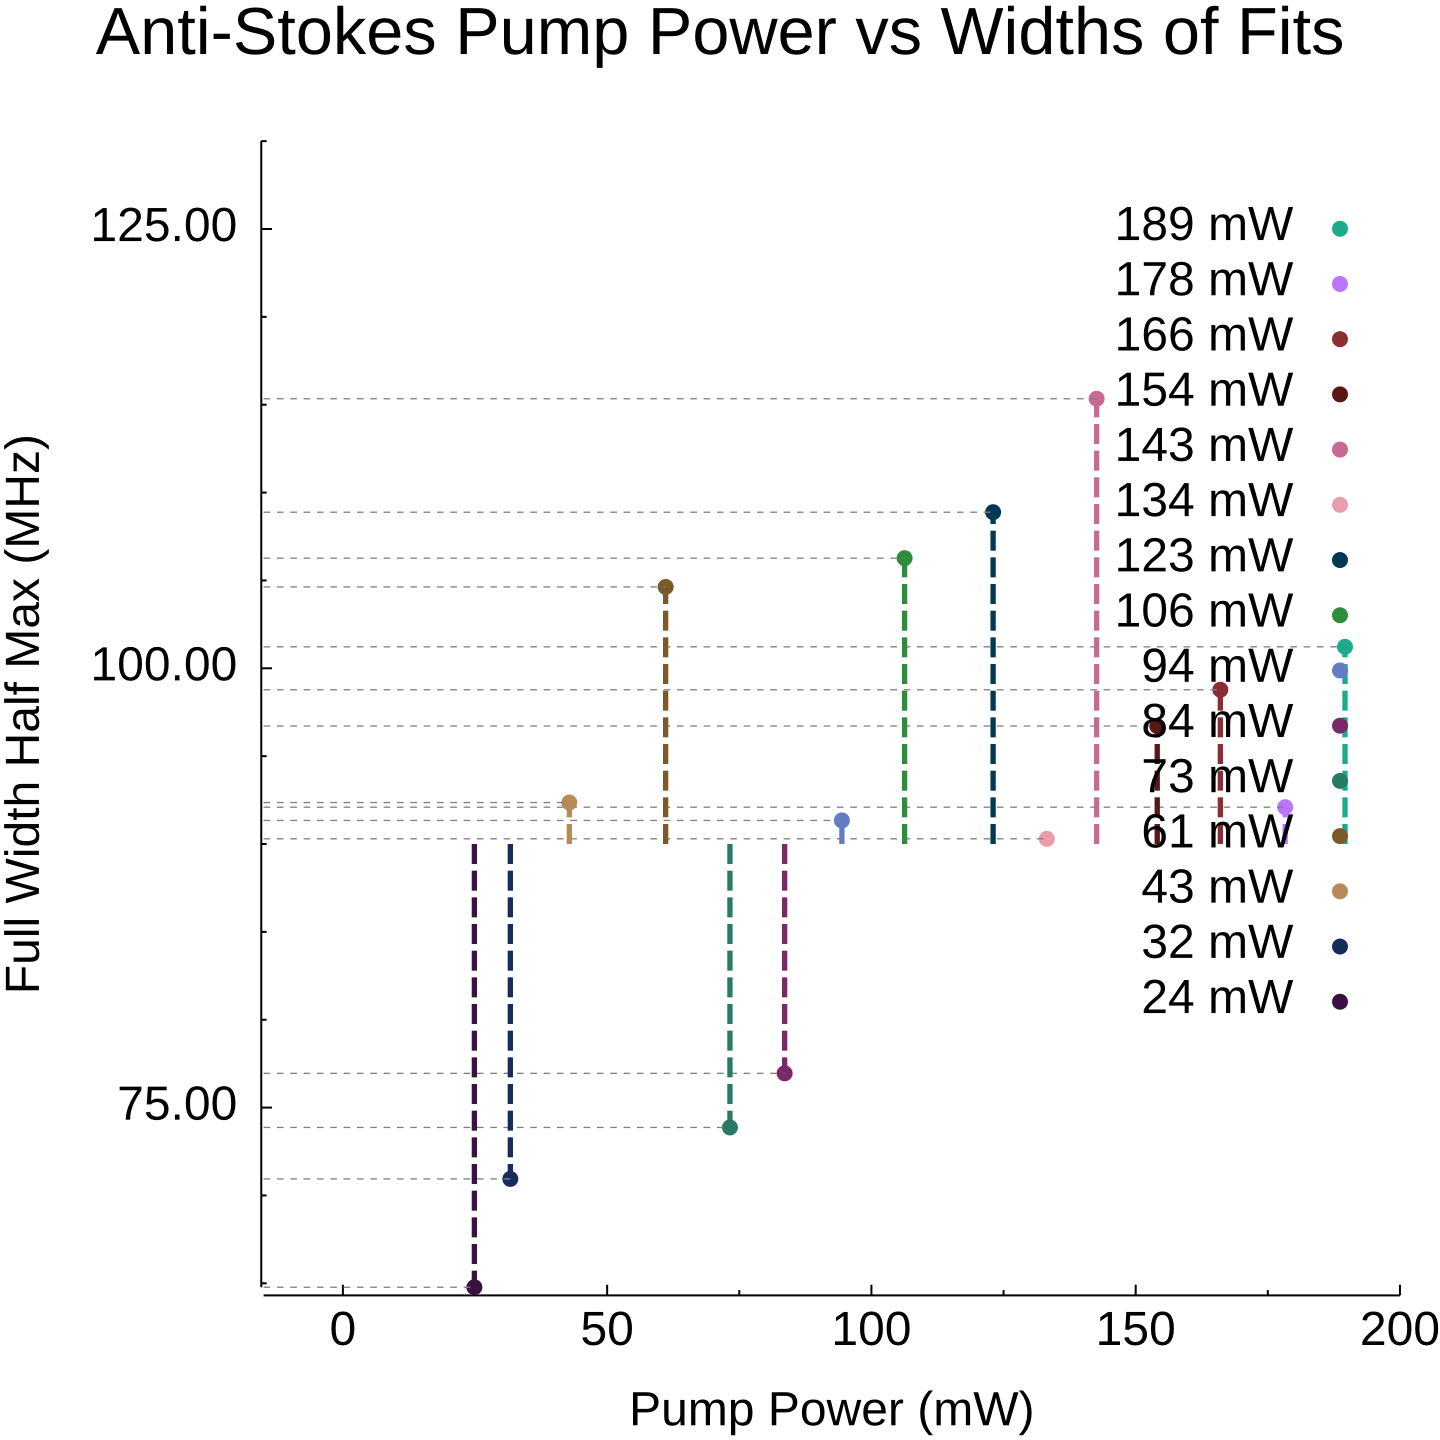 Anti-Stokes Pump Power vs Widths of Fits
Full Width Half Max (MHz)
125.00
100.00
75.00
189 mW
178 mW
166 mW
154 mW
143 mW
134 mW
123 mW
106 mW
94 mW
84 mW
73 mW
61 mW
43 mW
32 mW
24 mW
0 50 100 150 200
Pump Power (mW)